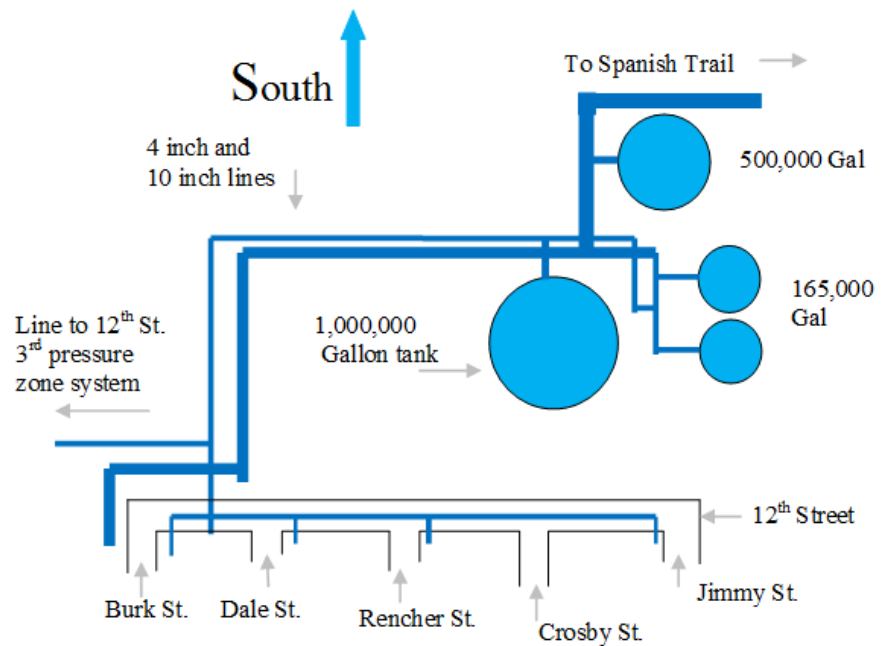 To Spanish Trail
South
4 inch and
10 inch lines
500,000 Gal
165,000
Gal
Line to 12th St.
3rd pressure
zone system
1,000,000
Gallon tank
12th Street
Burk St.
Dale St.
Rencher St.
Crosby St.
Jimmy St.